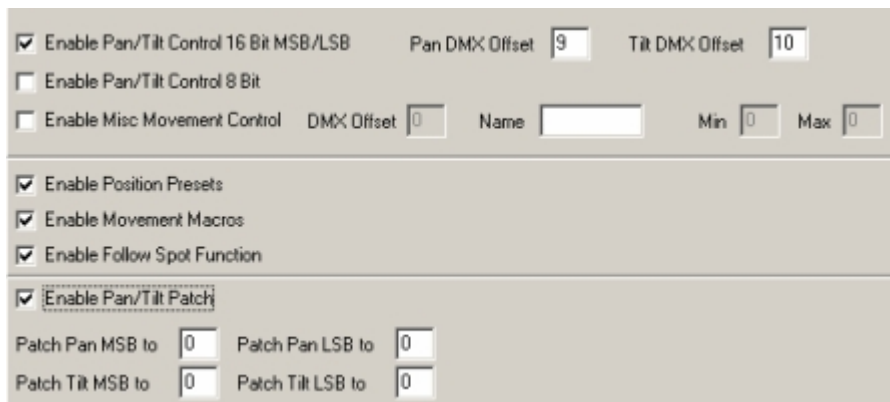 Enable Pan/Tilt Control 16 Bit MSB/LSB Pan DMX Offset 9 Tilt DMX Offset 10
Enable Pan/Tilt Control 8 Bit
Enable Misc Movement Control DMX Offset 0 Name Min 0 Max 0
Enable Position Presets
Enable Movement Macros
Enable Follow Spot Function
Enable Pan/Tilt Patch
Patch Pan MSB to 0 Patch Pan LSB to 0
Patch Tilt MSB to 0 Patch Tilt LSB to 0